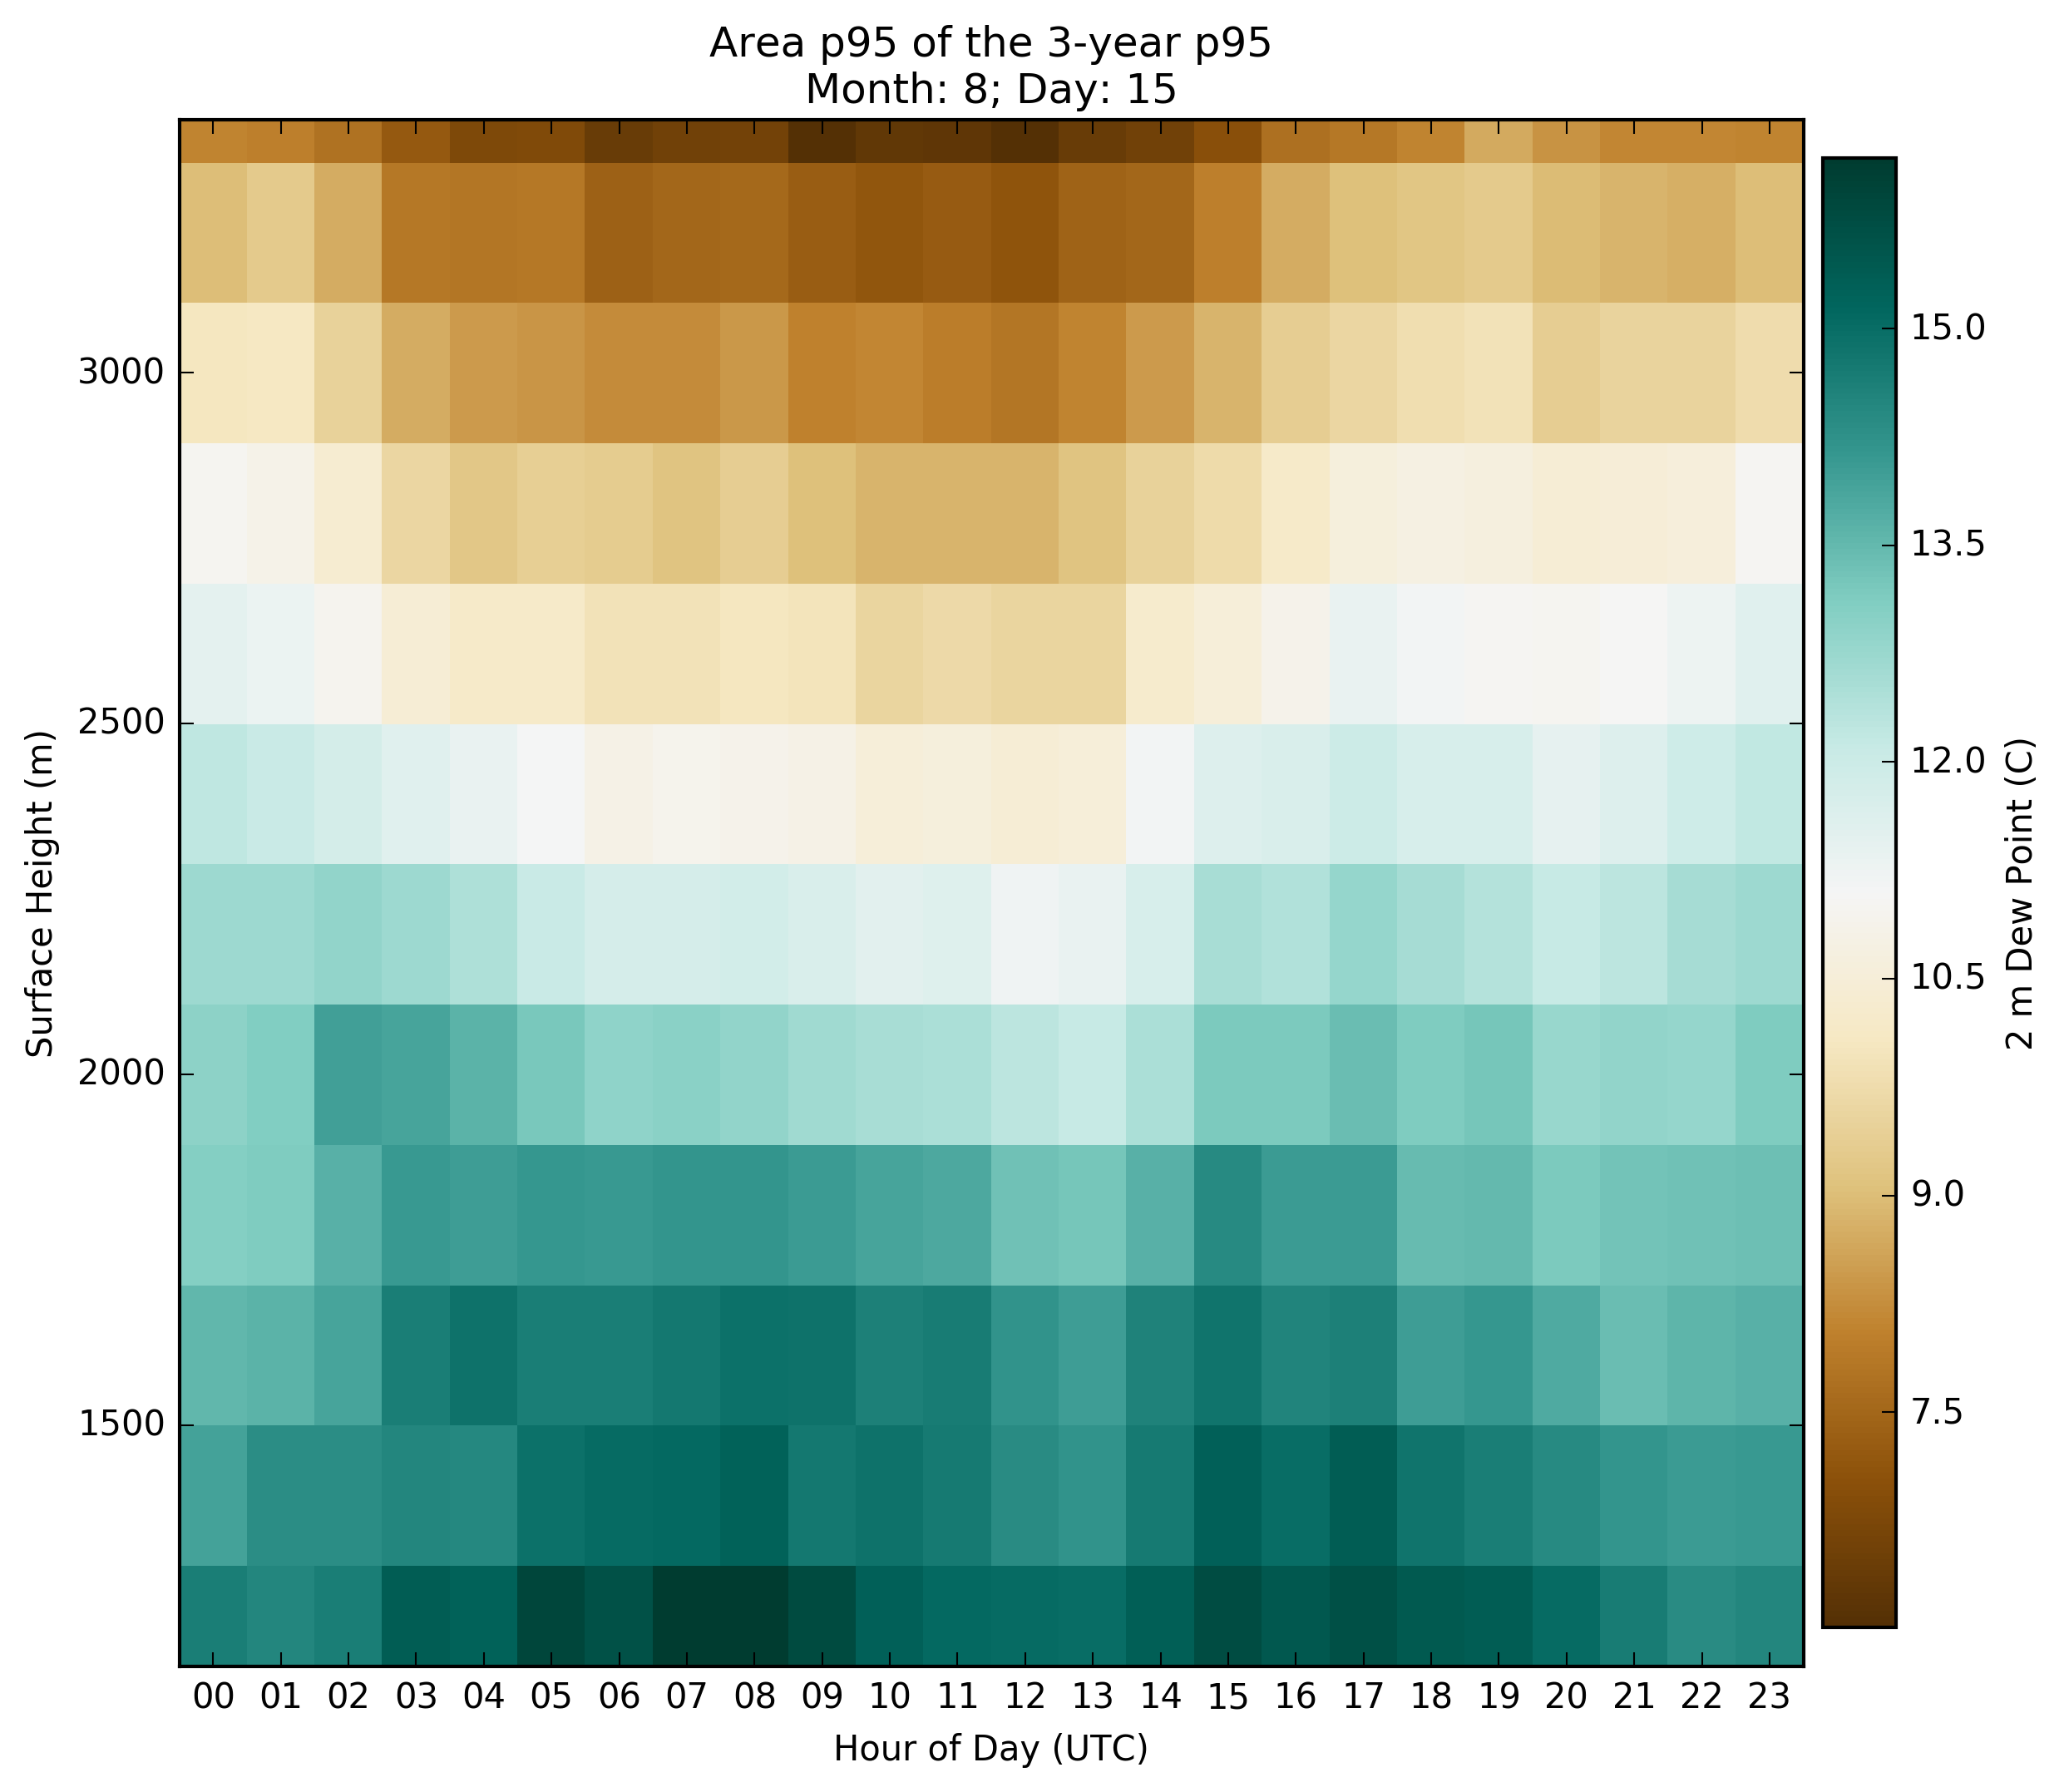 Area p95 of the 3-year p95
Month: 8; Day: 15
Surface Height (m)
3000
2500
2000
1500
00 01 02 03 04 05 06 07 08 09 10 11 12 13 14 15 16 17 18 19 20 21 22 23
Hour of Day (UTC)
15.0
13.5
12.0
10.5
9.0
7.5
2 m Dew Point (C)